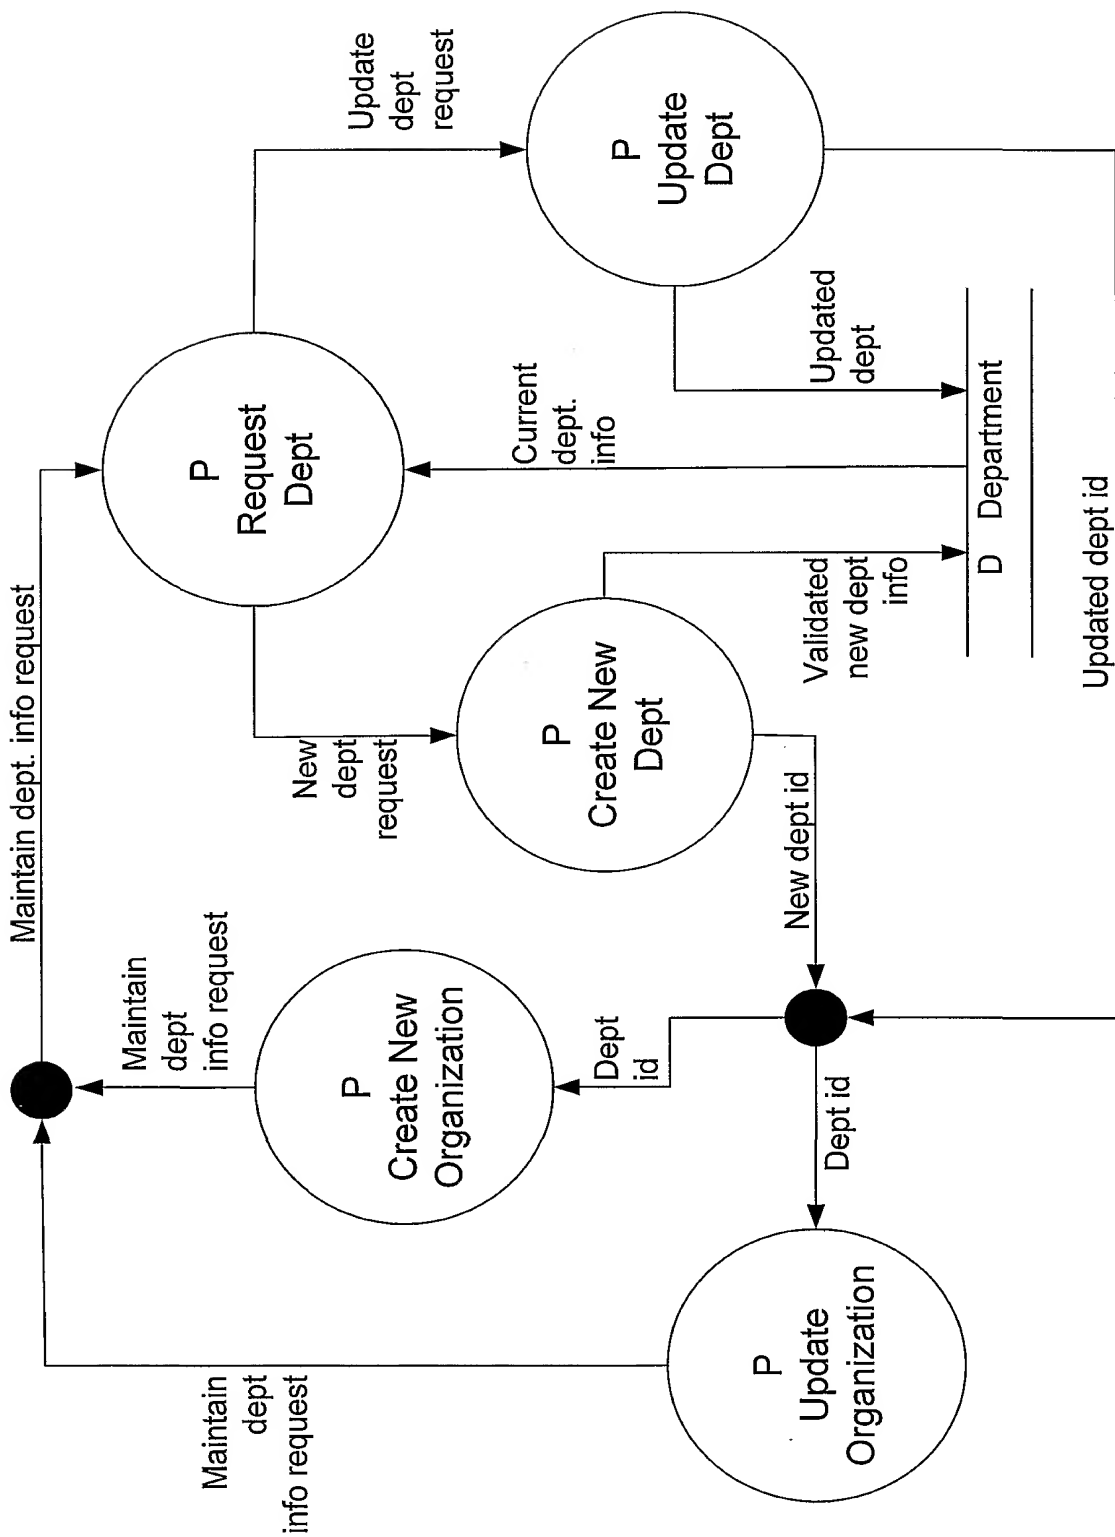 Maintain dept. info request
Maintain
dept
info request
Maintain
dept
info request
P
Request
Dept
Update
dept
request
New
dept
request
P
Create New
Organization
P
Create New
Dept
P
Update
Dept
Current
dept.
info
Updated
dept
Validated
new dept
info
Dept
id
New dept id
Dept id
P
Update
Organization
D Department
Updated dept id